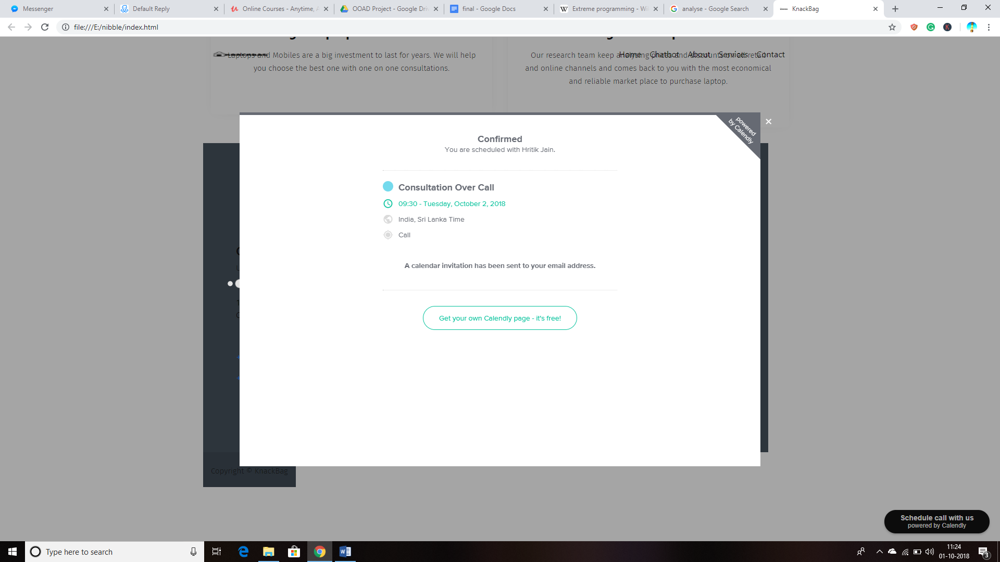 Messenger
Default Reply
Online Courses - Anytime,
OOAD Project - Google Dri
final - Google Docs
Extreme programming - Wi
analyse - Google Search
KnackBag
file:///E:/nibble/index.html
Laptops and Mobiles are a big investment to last for years. We will help
you choose the best one with one on one consultations.
Home Chatbot About Services Contact
Our research team keep analysing prices and discounts on all retail
and online channels and comes back to you with the most economical
and reliable market place to purchase laptop.
powered
by Calendly
Confirmed
You are scheduled with Hritik Jain.
Consultation Over Call
09:30 - Tuesday, October 2, 2018
India, Sri Lanka Time
Call
A calendar invitation has been sent to your email address.
Get your own Calendly page - it's free!
Copyright © KnackBag
Schedule call with us
powered by Calendly
Type here to search
11:24
01-10-2018
3